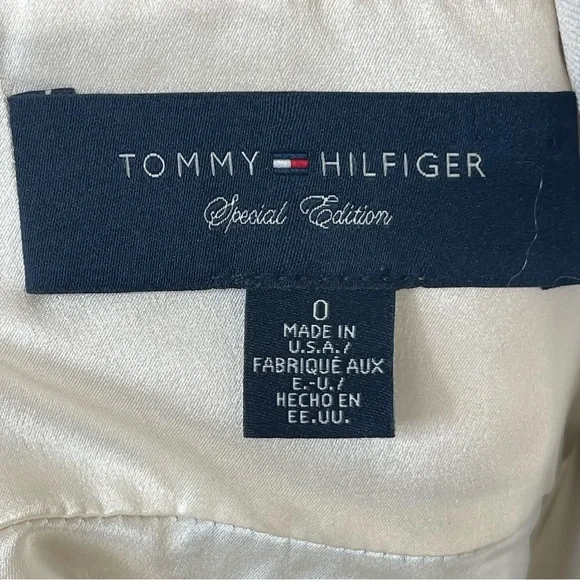 TOMMY HILFIGER
Special Edition
0
MADE IN
U.S.A./
FABRIQUÉ AUX
E.-U./
HECHO EN
EE.UU.